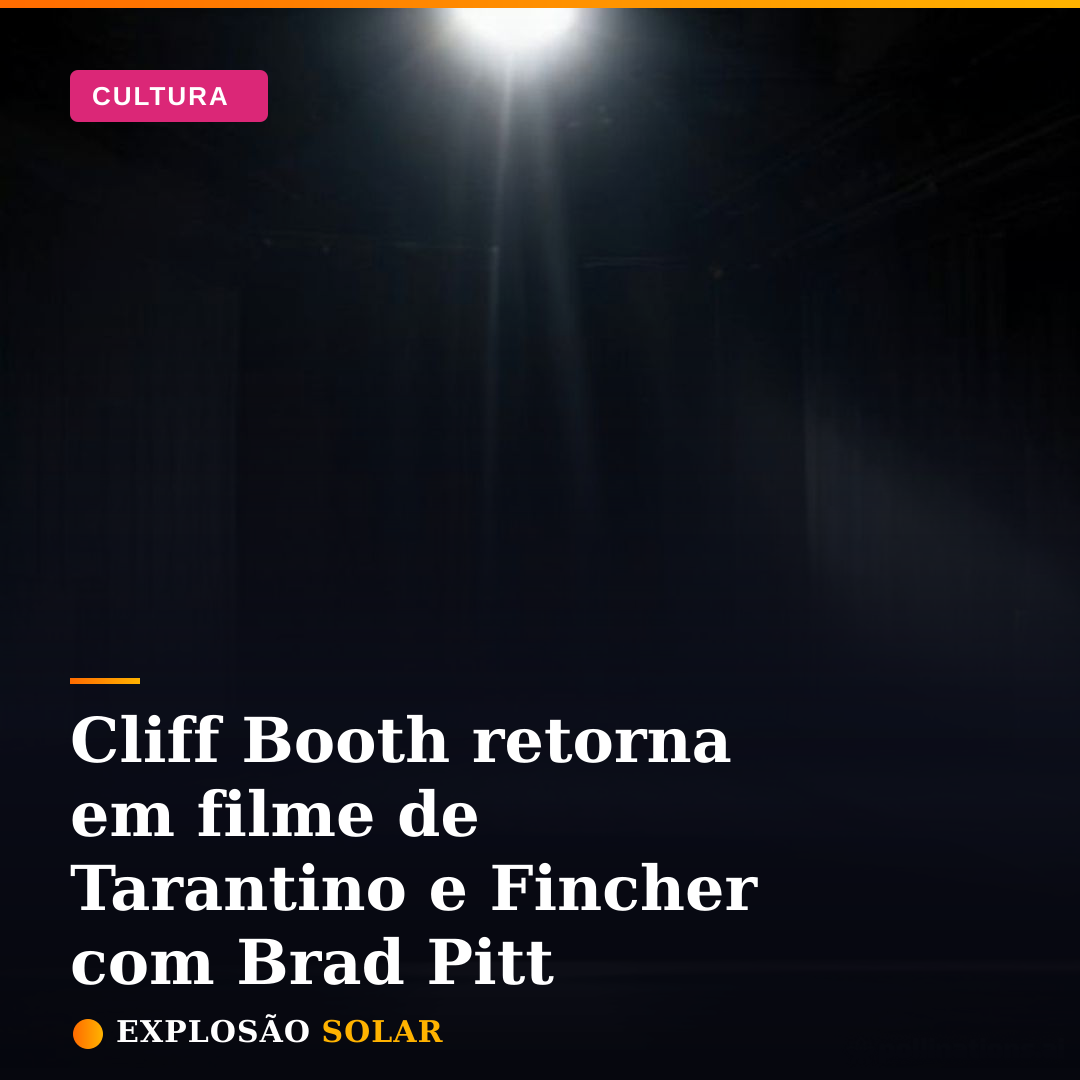 CULTURA
Cliff Booth retorna
em filme de
Tarantino e Fincher
com Brad Pitt
EXPLOSÃO SOLAR